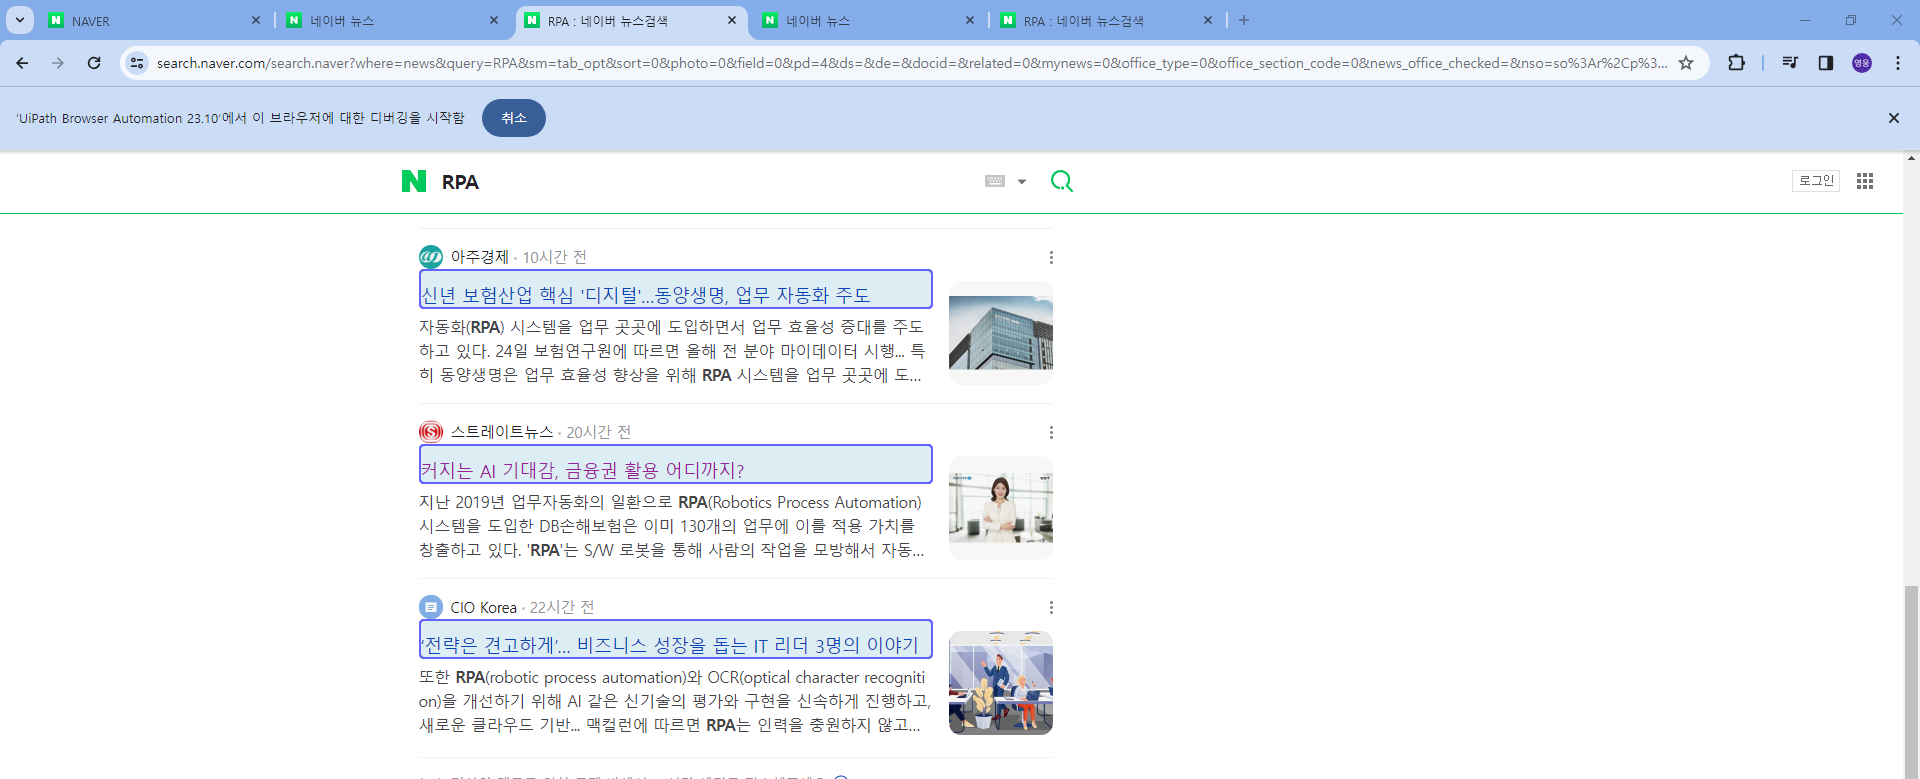 NAVER
네이버 뉴스
RPA : 네이버 뉴스검색
네이버 뉴스
RPA : 네이버 뉴스검색
search.naver.com/search.naver?where=news&query=RPA&sm=tab_opt&sort=0&photo=0&field=0&pd=4&ds=&de=&docid=&related=0&mynews=0&office_type=0&office_section_code=0&news_office_checked=&nso=so%3Ar%2Cp%3...
영웅
'UiPath Browser Automation 23.10'에서 이 브라우저에 대한 디버깅을 시작함
취소
RPA
로그인
아주경제 · 10시간 전
신년 보험산업 핵심 '디지털'...동양생명, 업무 자동화 주도
자동화(RPA) 시스템을 업무 곳곳에 도입하면서 업무 효율성 증대를 주도
하고 있다. 24일 보험연구원에 따르면 올해 전 분야 마이데이터 시행... 특
히 동양생명은 업무 효율성 향상을 위해 RPA 시스템을 업무 곳곳에 도...
스트레이트뉴스 · 20시간 전
커지는 AI 기대감, 금융권 활용 어디까지?
지난 2019년 업무자동화의 일환으로 RPA(Robotics Process Automation)
시스템을 도입한 DB손해보험은 이미 130개의 업무에 이를 적용 가치를
창출하고 있다. 'RPA'는 S/W 로봇을 통해 사람의 작업을 모방해서 자동...
CIO Korea · 22시간 전
'전략은 견고하게'... 비즈니스 성장을 돕는 IT 리더 3명의 이야기
또한 RPA(robotic process automation)와 OCR(optical character recogniti
on)을 개선하기 위해 AI 같은 신기술의 평가와 구현을 신속하게 진행하고,
새로운 클라우드 기반... 맥컬런에 따르면 RPA는 인력을 충원하지 않고...